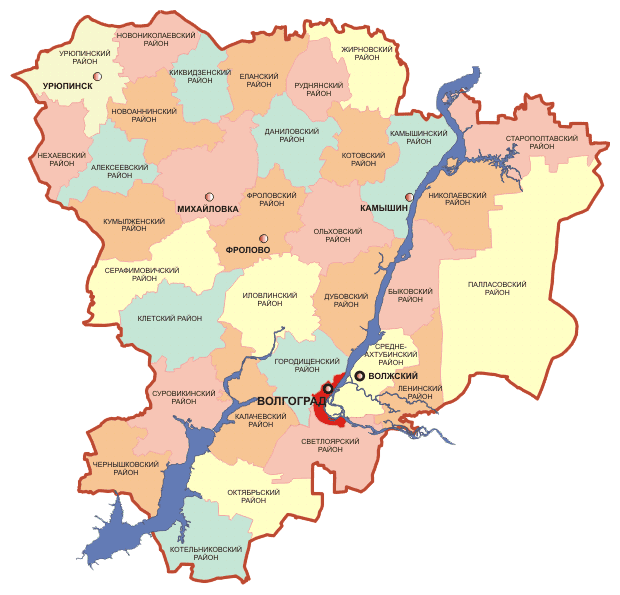 НОВОНИКОЛАЕВСКИЙ
РАЙОН
ЖИРНОВСКИЙ
РАЙОН
УРЮПИНСКИЙ
РАЙОН
КИКВИДЗЕНСКИЙ
РАЙОН
ЕЛАНСКИЙ
РАЙОН
РУДНЯНСКИЙ
РАЙОН
УРЮПИНСК
НОВОАННИНСКИЙ
РАЙОН
ДАНИЛОВСКИЙ
РАЙОН
КАМЫШИНСКИЙ
РАЙОН
СТАРОПОЛТАВСКИЙ
РАЙОН
НЕХАЕВСКИЙ
РАЙОН
АЛЕКСЕЕВСКИЙ
РАЙОН
КОТОВСКИЙ
РАЙОН
МИХАЙЛОВКА
ФРОЛОВСКИЙ
РАЙОН
КАМЫШИН
НИКОЛАЕВСКИЙ
РАЙОН
КУМЫЛЖЕНСКИЙ
РАЙОН
ФРОЛОВО
ОЛЬХОВСКИЙ
РАЙОН
СЕРАФИМОВИЧСКИЙ
РАЙОН
ИЛОВЛИНСКИЙ
РАЙОН
ДУБОВСКИЙ
РАЙОН
БЫКОВСКИЙ
РАЙОН
ПАЛЛАСОВСКИЙ
РАЙОН
КЛЕТСКИЙ РАЙОН
СРЕДНЕ-
АХТУБИНСКИЙ
РАЙОН
ГОРОДИЩЕНСКИЙ
РАЙОН
ВОЛЖСКИЙ
СУРОВИКИНСКИЙ
РАЙОН
ВОЛГОГРАД
ЛЕНИНСКИЙ
РАЙОН
КАЛАЧЕВСКИЙ
РАЙОН
СВЕТЛОЯРСКИЙ
РАЙОН
ЧЕРНЫШКОВСКИЙ
РАЙОН
ОКТЯБРЬСКИЙ
РАЙОН
КОТЕЛЬНИКОВСКИЙ
РАЙОН